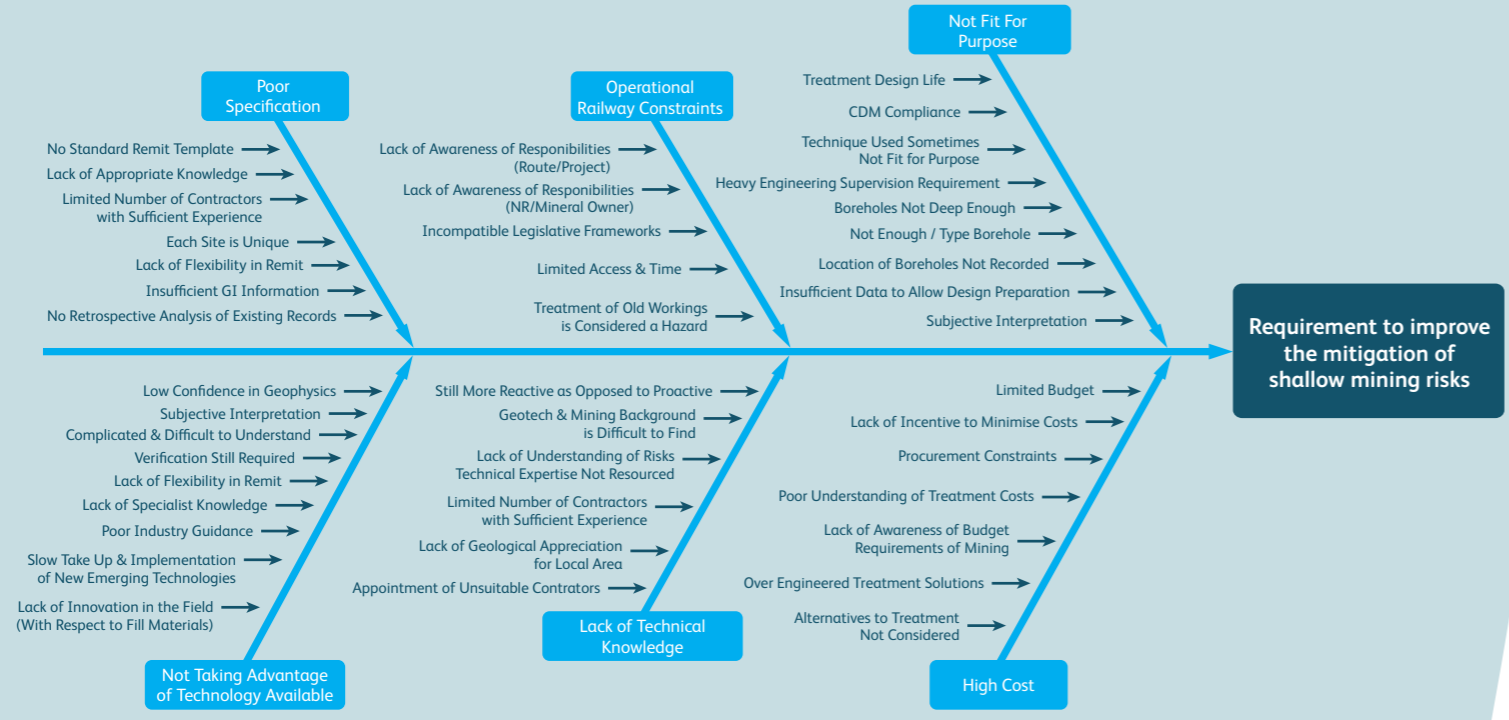 Not Fit For
Purpose
Poor
Specification
Operational
Railway Constraints
No Standard Remit Template
Lack of Appropriate Knowledge
Limited Number of Contractors
with Sufficient Experience
Each Site is Unique
Lack of Flexibility in Remit
Insufficient GI Information
No Retrospective Analysis of Existing Records
Lack of Awareness of Responibilities
(Route/Project)
Lack of Awareness of Responibilities
(NR/Mineral Owner)
Incompatible Legislative Frameworks
Limited Access & Time
Treatment of Old Workings
is Considered a Hazard
Treatment Design Life
CDM Compliance
Technique Used Sometimes
Not Fit for Purpose
Heavy Engineering Supervision Requirement
Boreholes Not Deep Enough
Not Enough / Type Borehole
Location of Boreholes Not Recorded
Insufficient Data to Allow Design Preparation
Subjective Interpretation
Requirement to improve
the mitigation of
shallow mining risks
Low Confidence in Geophysics
Subjective Interpretation
Complicated & Difficult to Understand
Verification Still Required
Lack of Flexibility in Remit
Lack of Specialist Knowledge
Poor Industry Guidance
Slow Take Up & Implementation
of New Emerging Technologies
Lack of Innovation in the Field
(With Respect to Fill Materials)
Not Taking Advantage
of Technology Available
Still More Reactive as Opposed to Proactive
Geotech & Mining Background
is Difficult to Find
Lack of Understanding of Risks
Technical Expertise Not Resourced
Limited Number of Contractors
with Sufficient Experience
Lack of Geological Appreciation
for Local Area
Appointment of Unsuitable Contrators
Lack of Technical
Knowledge
Limited Budget
Lack of Incentive to Minimise Costs
Procurement Constraints
Poor Understanding of Treatment Costs
Lack of Awareness of Budget
Requirements of Mining
Over Engineered Treatment Solutions
Alternatives to Treatment
Not Considered
High Cost